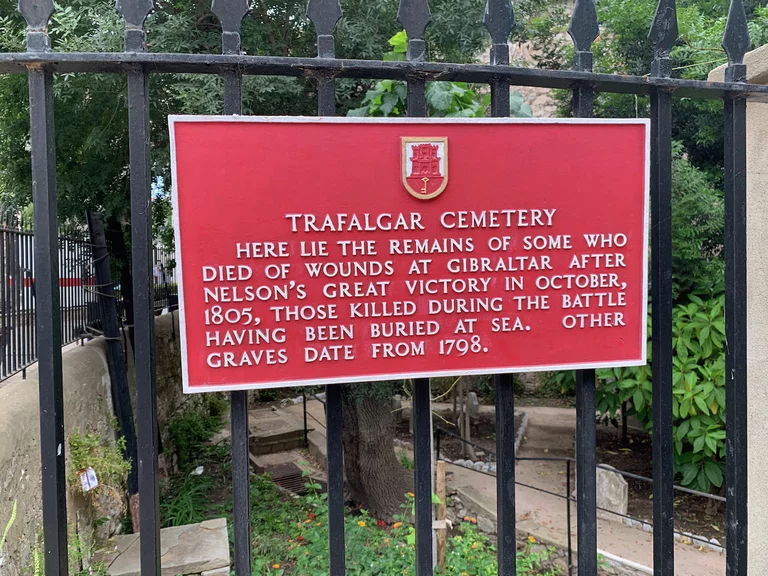 TRAFALGAR CEMETERY
HERE LIE THE REMAINS OF SOME WHO
DIED OF WOUNDS AT GIBRALTAR AFTER
NELSON'S GREAT VICTORY IN OCTOBER,
1805, THOSE KILLED DURING THE BATTLE
HAVING BEEN BURIED AT SEA. OTHER
GRAVES DATE FROM 1798.